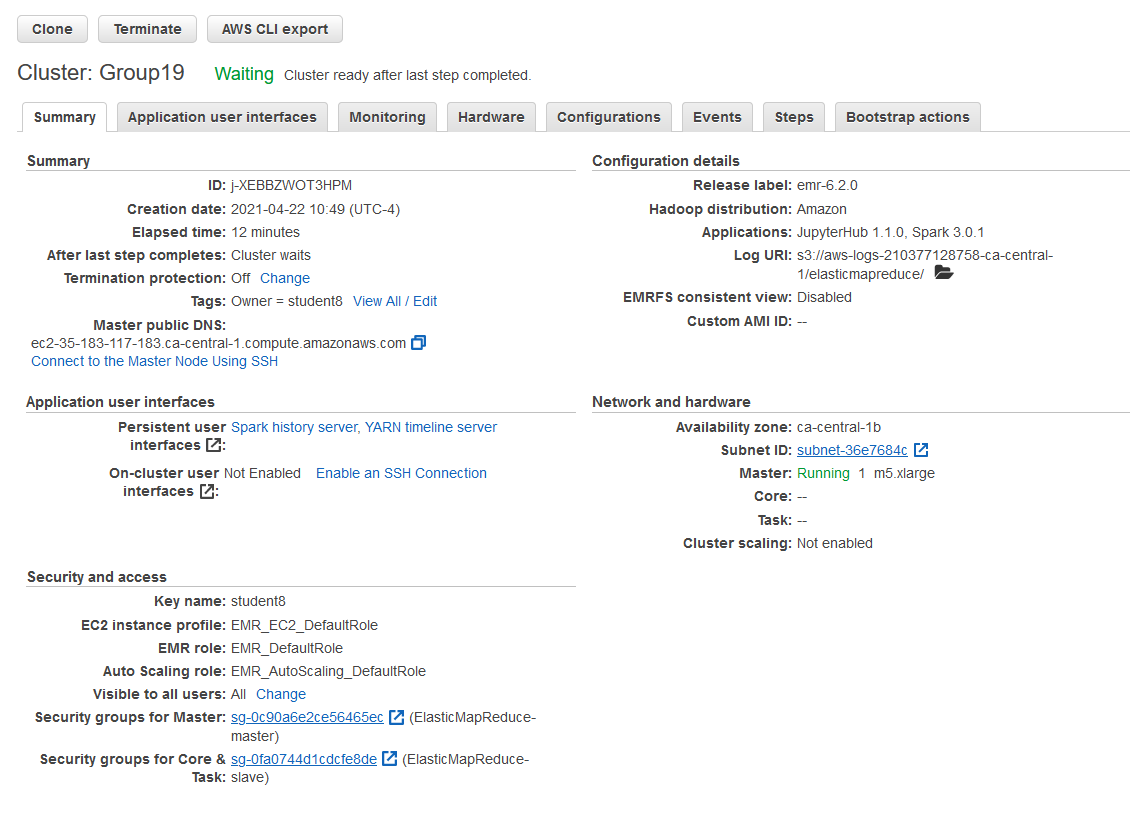 Clone Terminate AWS CLI export
Cluster: Group19 Waiting Cluster ready after last step completed.
Summary Application user interfaces Monitoring Hardware Configurations Events Steps Bootstrap actions
Summary
ID: j-XEBBZWOT3HPM
Creation date: 2021-04-22 10:49 (UTC-4)
Elapsed time: 12 minutes
After last step completes: Cluster waits
Termination protection: Off Change
Tags: Owner = student8 View All / Edit
Master public DNS:
ec2-35-183-117-183.ca-central-1.compute.amazonaws.com
Connect to the Master Node Using SSH
Configuration details
Release label: emr-6.2.0
Hadoop distribution: Amazon
Applications: JupyterHub 1.1.0, Spark 3.0.1
Log URI: s3://aws-logs-210377128758-ca-central-
1/elasticmapreduce/
EMRFS consistent view: Disabled
Custom AMI ID: --
Application user interfaces
Persistent user Spark history server, YARN timeline server
interfaces :
On-cluster user Not Enabled Enable an SSH Connection
interfaces :
Network and hardware
Availability zone: ca-central-1b
Subnet ID: subnet-36e7684c
Master: Running 1 m5.xlarge
Core: --
Task: --
Cluster scaling: Not enabled
Security and access
Key name: student8
EC2 instance profile: EMR_EC2_DefaultRole
EMR role: EMR_DefaultRole
Auto Scaling role: EMR_AutoScaling_DefaultRole
Visible to all users: All Change
Security groups for Master: sg-0c90a6e2ce56465ec (ElasticMapReduce-
master)
Security groups for Core & sg-0fa0744d1cdcfe8de (ElasticMapReduce-
Task: slave)